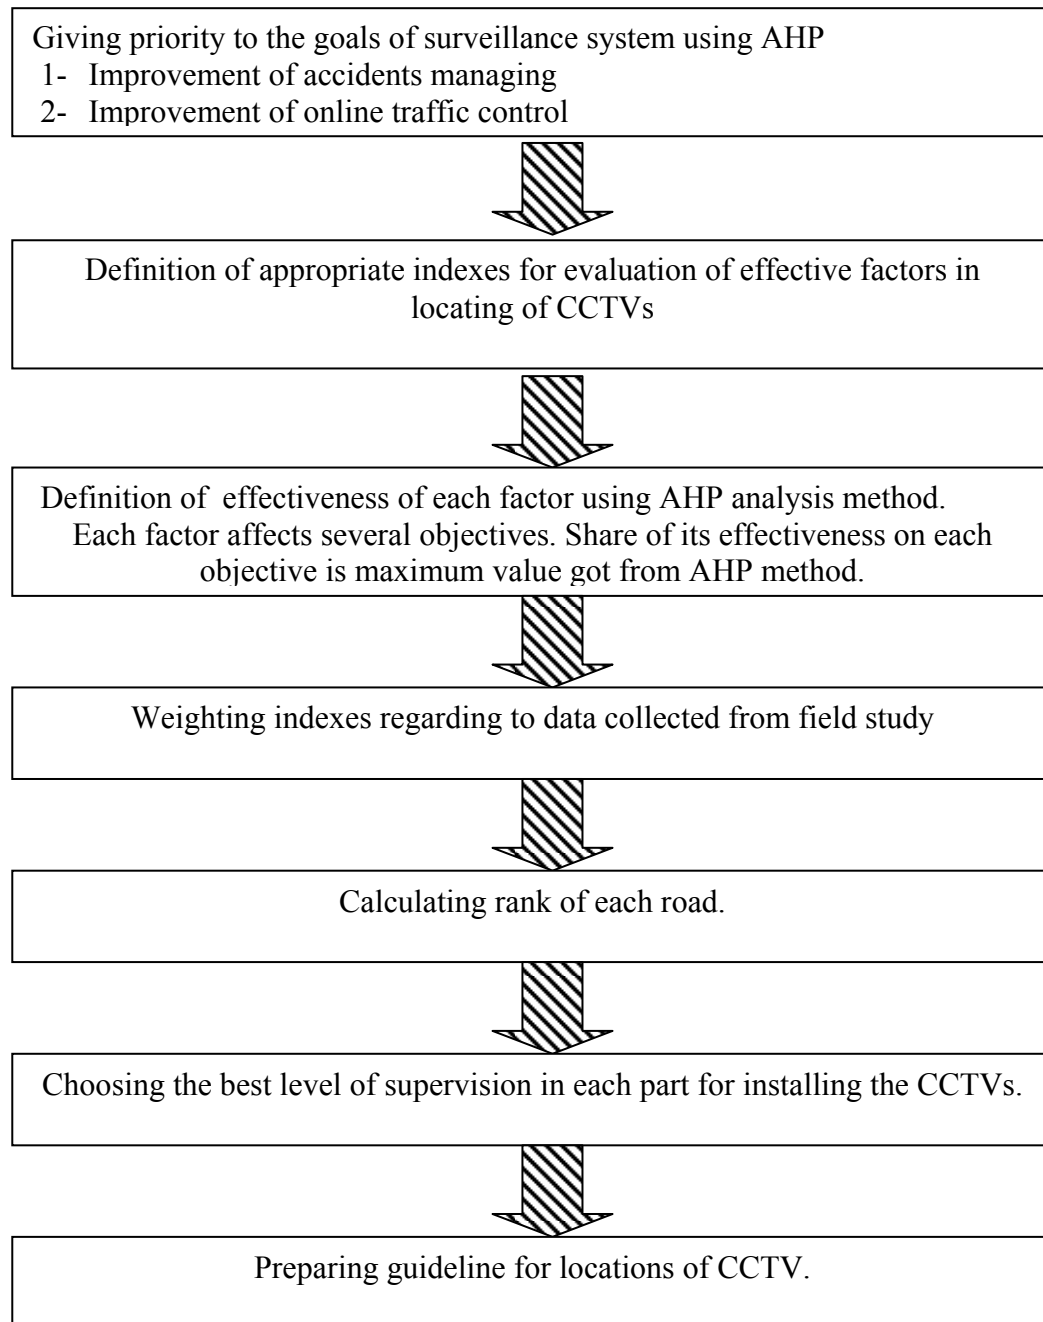 Giving priority to the goals of surveillance system using AHP
1- Improvement of accidents managing
2- Improvement of online traffic control
Definition of appropriate indexes for evaluation of effective factors in
locating of CCTVs
Definition of effectiveness of each factor using AHP analysis method.
Each factor affects several objectives. Share of its effectiveness on each
objective is maximum value got from AHP method.
Weighting indexes regarding to data collected from field study
Calculating rank of each road.
Choosing the best level of supervision in each part for installing the CCTVs.
Preparing guideline for locations of CCTV.